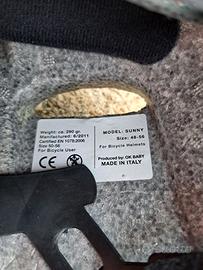 Weight: ca. 290 gr.
Manufactured: 6/2011
Certified EN 1078:2006
Size 50-56
For Bicycle User
CE
MODEL: SUNNY
Size: 48-56
For Bicycle Helmets
Produced by: OK BABY
MADE IN ITALY